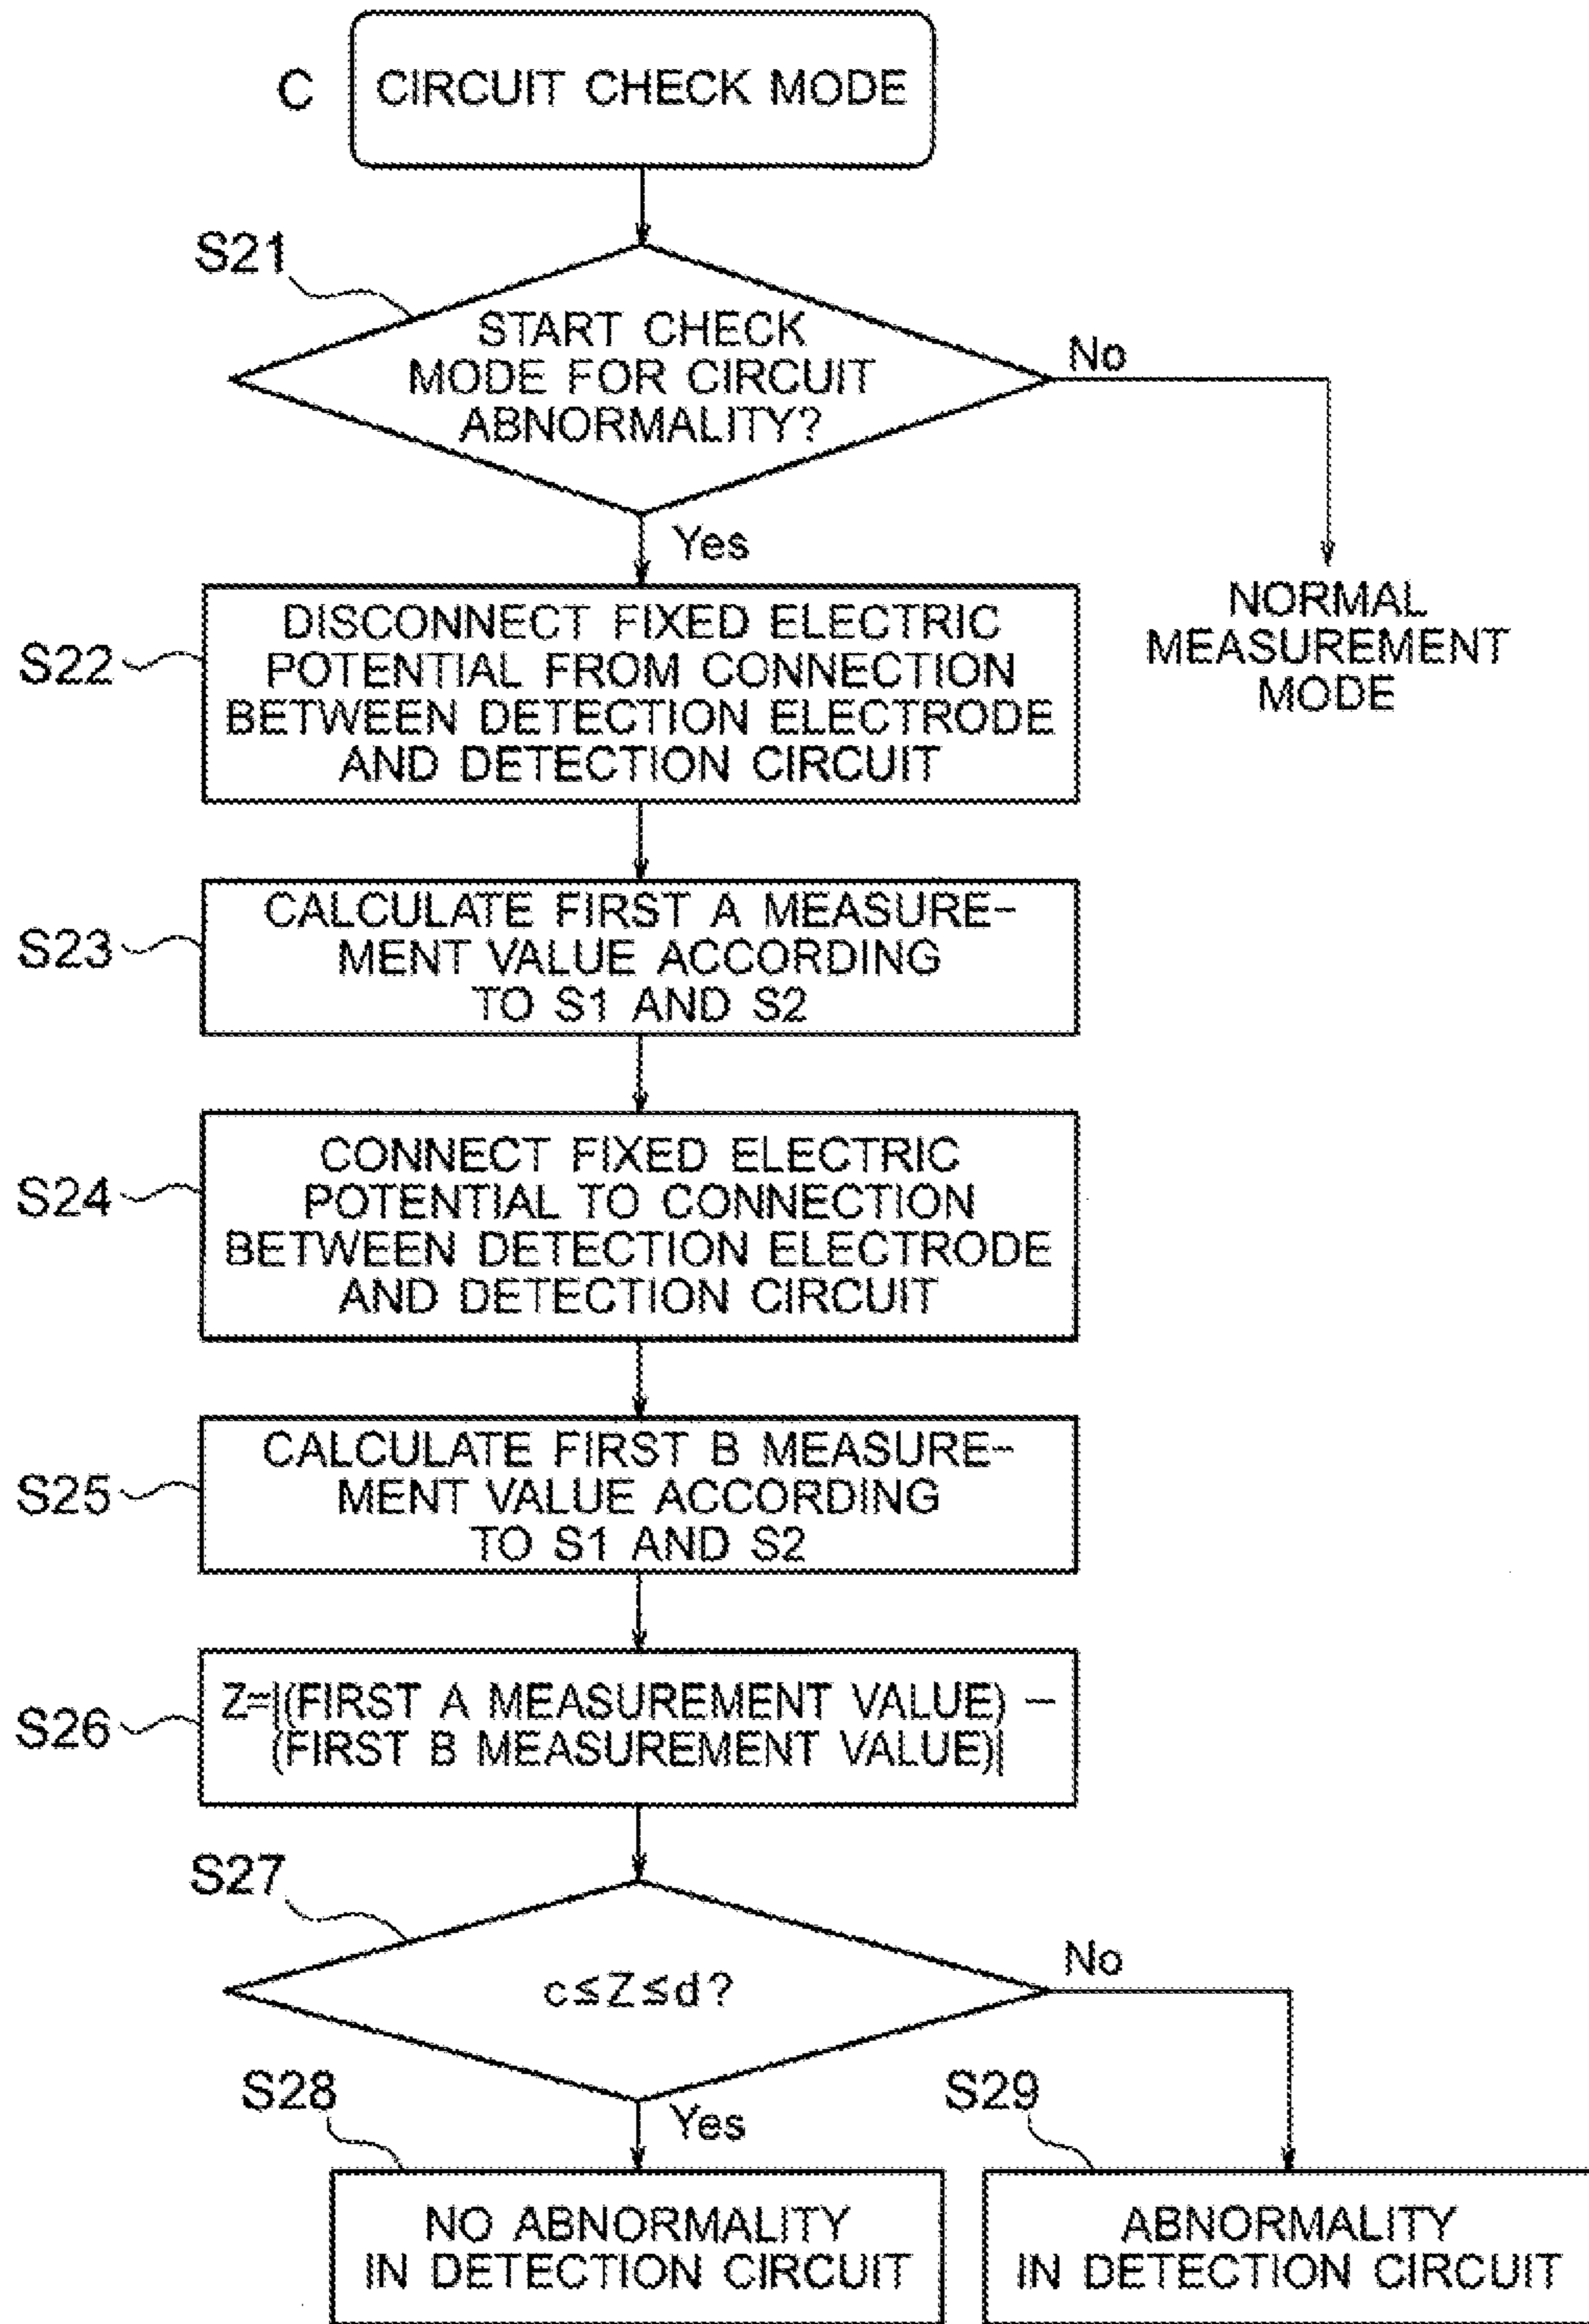 C
CIRCUIT CHECK MODE
S21
START CHECK
MODE FOR CIRCUIT
ABNORMALITY?
No
Yes
NORMAL
MEASUREMENT
MODE
S22
DISCONNECT FIXED ELECTRIC
POTENTIAL FROM CONNECTION
BETWEEN DETECTION ELECTRODE
AND DETECTION CIRCUIT
S23
CALCULATE FIRST A MEASURE-
MENT VALUE ACCORDING
TO S1 AND S2
S24
CONNECT FIXED ELECTRIC
POTENTIAL TO CONNECTION
BETWEEN DETECTION ELECTRODE
AND DETECTION CIRCUIT
S25
CALCULATE FIRST B MEASURE-
MENT VALUE ACCORDING
TO S1 AND S2
S26
Z=|(FIRST A MEASUREMENT VALUE) –
(FIRST B MEASUREMENT VALUE)|
S27
c≦Z≦d?
No
Yes
S28
NO ABNORMALITY
IN DETECTION CIRCUIT
S29
ABNORMALITY
IN DETECTION CIRCUIT